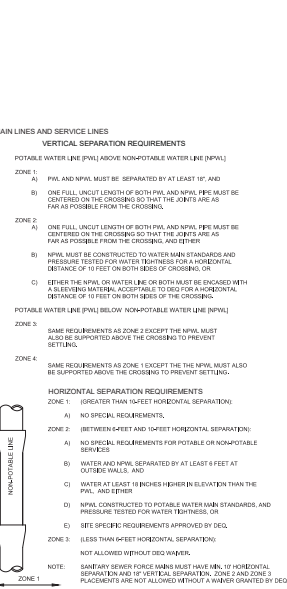 AIN LINES AND SERVICE LINES
VERTICAL SEPARATION REQUIREMENTS
POTABLE WATER LINE [PWL] ABOVE NON-POTABLE WATER LINE [NPWL]
ZONE 1:
A) PWL AND NPWL MUST BE SEPARATED BY AT LEAST 18", AND
B) ONE FULL, UNCUT LENGTH OF BOTH PWL AND NPWL PIPE MUST BE
CENTERED ON THE CROSSING SO THAT THE JOINTS ARE AS
FAR AS POSSIBLE FROM THE CROSSING.
ZONE 2:
A) ONE FULL, UNCUT LENGTH OF BOTH PWL AND NPWL PIPE MUST BE
CENTERED ON THE CROSSING SO THAT THE JOINTS ARE AS
FAR AS POSSIBLE FROM THE CROSSING, AND EITHER
B) NPWL MUST BE CONSTRUCTED TO WATER MAIN STANDARDS AND
PRESSURE TESTED FOR WATER TIGHTNESS FOR A HORIZONTAL
DISTANCE OF 10 FEET ON BOTH SIDES OF CROSSING, OR
C) EITHER THE NPWL OR WATER LINE OR BOTH MUST BE ENCASED WITH
A SLEEVING MATERIAL ACCEPTABLE TO DEQ FOR A HORIZONTAL
DISTANCE OF 10 FEET ON BOTH SIDES OF THE CROSSING.
POTABLE WATER LINE [PWL] BELOW NON-POTABLE WATER LINE [NPWL]
ZONE 3:
SAME REQUIREMENTS AS ZONE 2 EXCEPT THE NPWL MUST
ALSO BE SUPPORTED ABOVE THE CROSSING TO PREVENT
SETTLING.
ZONE 4:
SAME REQUIREMENTS AS ZONE 1 EXCEPT THE THE NPWL MUST ALSO
BE SUPPORTED ABOVE THE CROSSING TO PREVENT SETTLING.
HORIZONTAL SEPARATION REQUIREMENTS
ZONE 1: (GREATER THAN 10-FEET HORIZONTAL SEPARATION):
A) NO SPECIAL REQUIREMENTS.
ZONE 2: (BETWEEN 6-FEET AND 10-FEET HORIZONTAL SEPARATION):
A) NO SPECIAL REQUIREMENTS FOR POTABLE OR NON-POTABLE
SERVICES
B) WATER AND NPWL SEPARATED BY AT LEAST 6 FEET AT
OUTSIDE WALLS, AND
C) WATER AT LEAST 18 INCHES HIGHER IN ELEVATION THAN THE
PWL, AND EITHER
D) NPWL CONSTRUCTED TO POTABLE WATER MAIN STANDARDS, AND
PRESSURE TESTED FOR WATER TIGHTNESS, OR
E) SITE SPECIFIC REQUIREMENTS APPROVED BY DEQ.
ZONE 3: (LESS THAN 6-FEET HORIZONTAL SEPARATION):
NOT ALLOWED WITHOUT DEQ WAIVER.
NOTE: SANITARY SEWER FORCE MAINS MUST HAVE MIN. 10' HORIZONTAL
SEPARATION AND 18" VERTICAL SEPARATION. ZONE 2 AND ZONE 3
PLACEMENTS ARE NOT ALLOWED WITHOUT A WAIVER GRANTED BY DEQ
NON-POTABLE LINE
ZONE 1